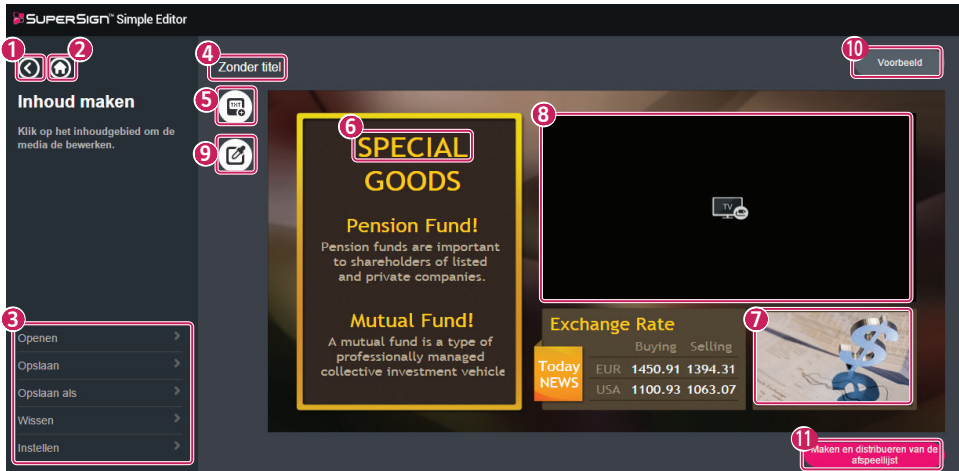 SUPERSIGN™ Simple Editor
1
2
4
10
Zonder titel
Voorbeeld
Inhoud maken
Klik op het inhoudgebied om de
media de bewerken.
5
TXT
9
6
SPECIAL
GOODS
Pension Fund!
Pension funds are important
to shareholders of listed
and private companies.
Mutual Fund!
A mutual fund is a type of
professionally managed
collective investment vehicle
8
TV
Exchange Rate
Buying Selling
Today
NEWS
EUR 1450.91 1394.31
USA 1100.93 1063.07
7
3
Openen
Opslaan
Opslaan als
Wissen
Instellen
11
Maken en distribueren van de
afspeellijst